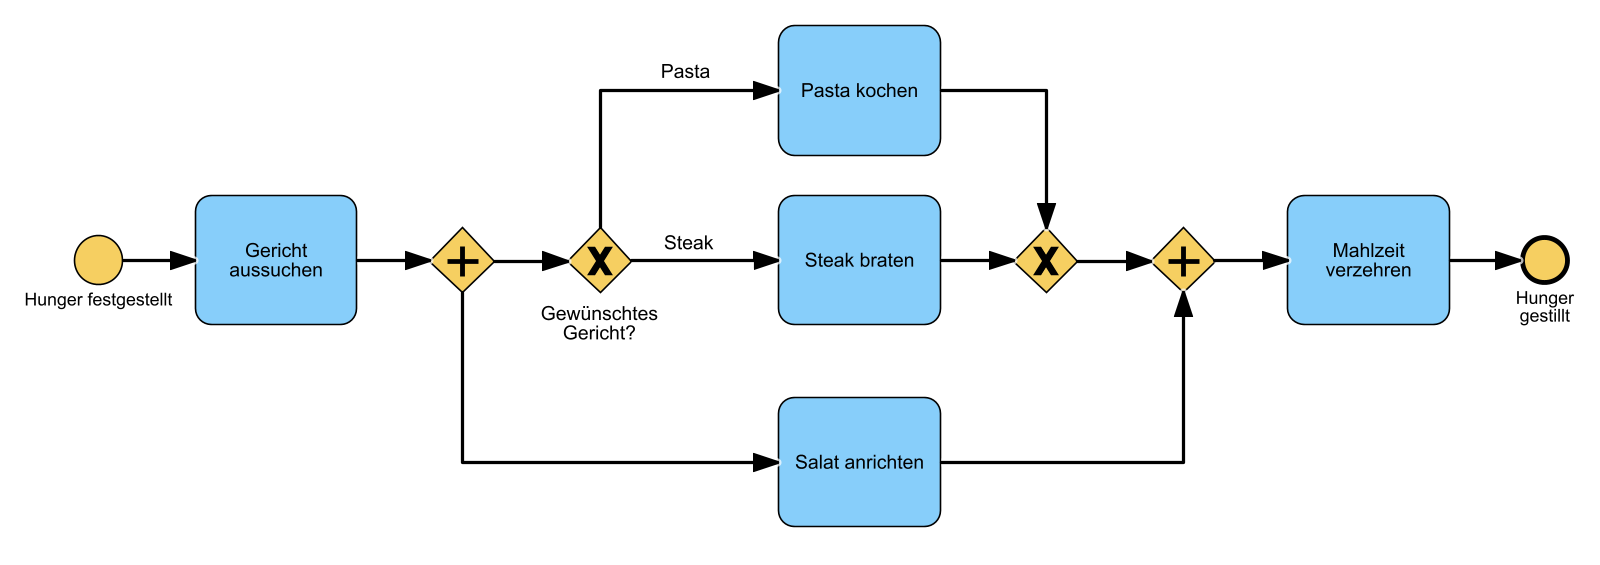 Pasta
Pasta kochen
Steak
Gericht
aussuchen
Steak braten
Mahlzeit
verzehren
Hunger festgestellt
Gewünschtes
Gericht?
Hunger
gestillt
Salat anrichten